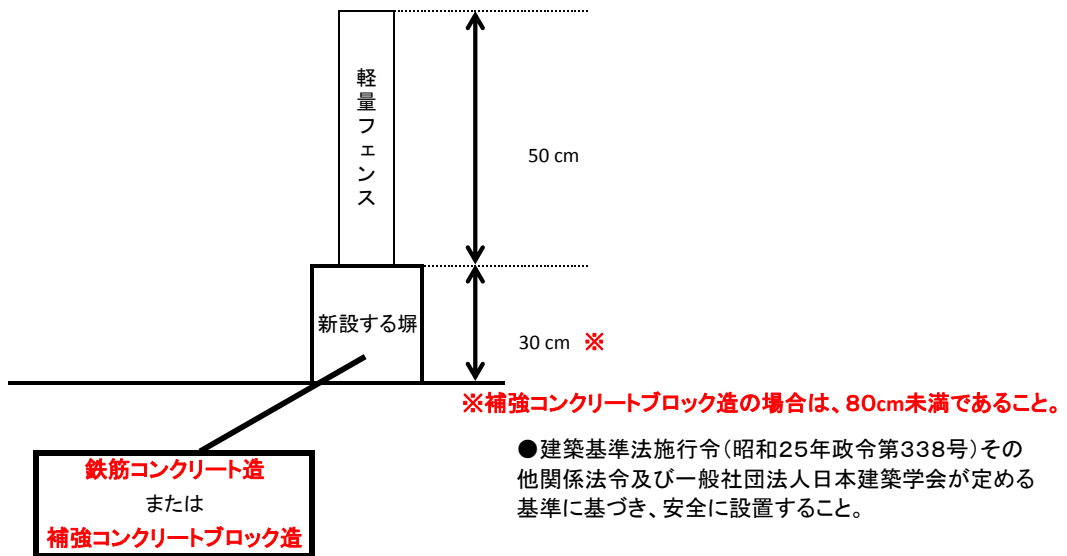 軽量フェンス
50 cm
新設する塀
30 cm ※
※補強コンクリートブロック造の場合は、80cm未満であること。
●建築基準法施行令(昭和25年政令第338号)その
他関係法令及び一般社団法人日本建築学会が定める
基準に基づき、安全に設置すること。
鉄筋コンクリート造
または
補強コンクリートブロック造